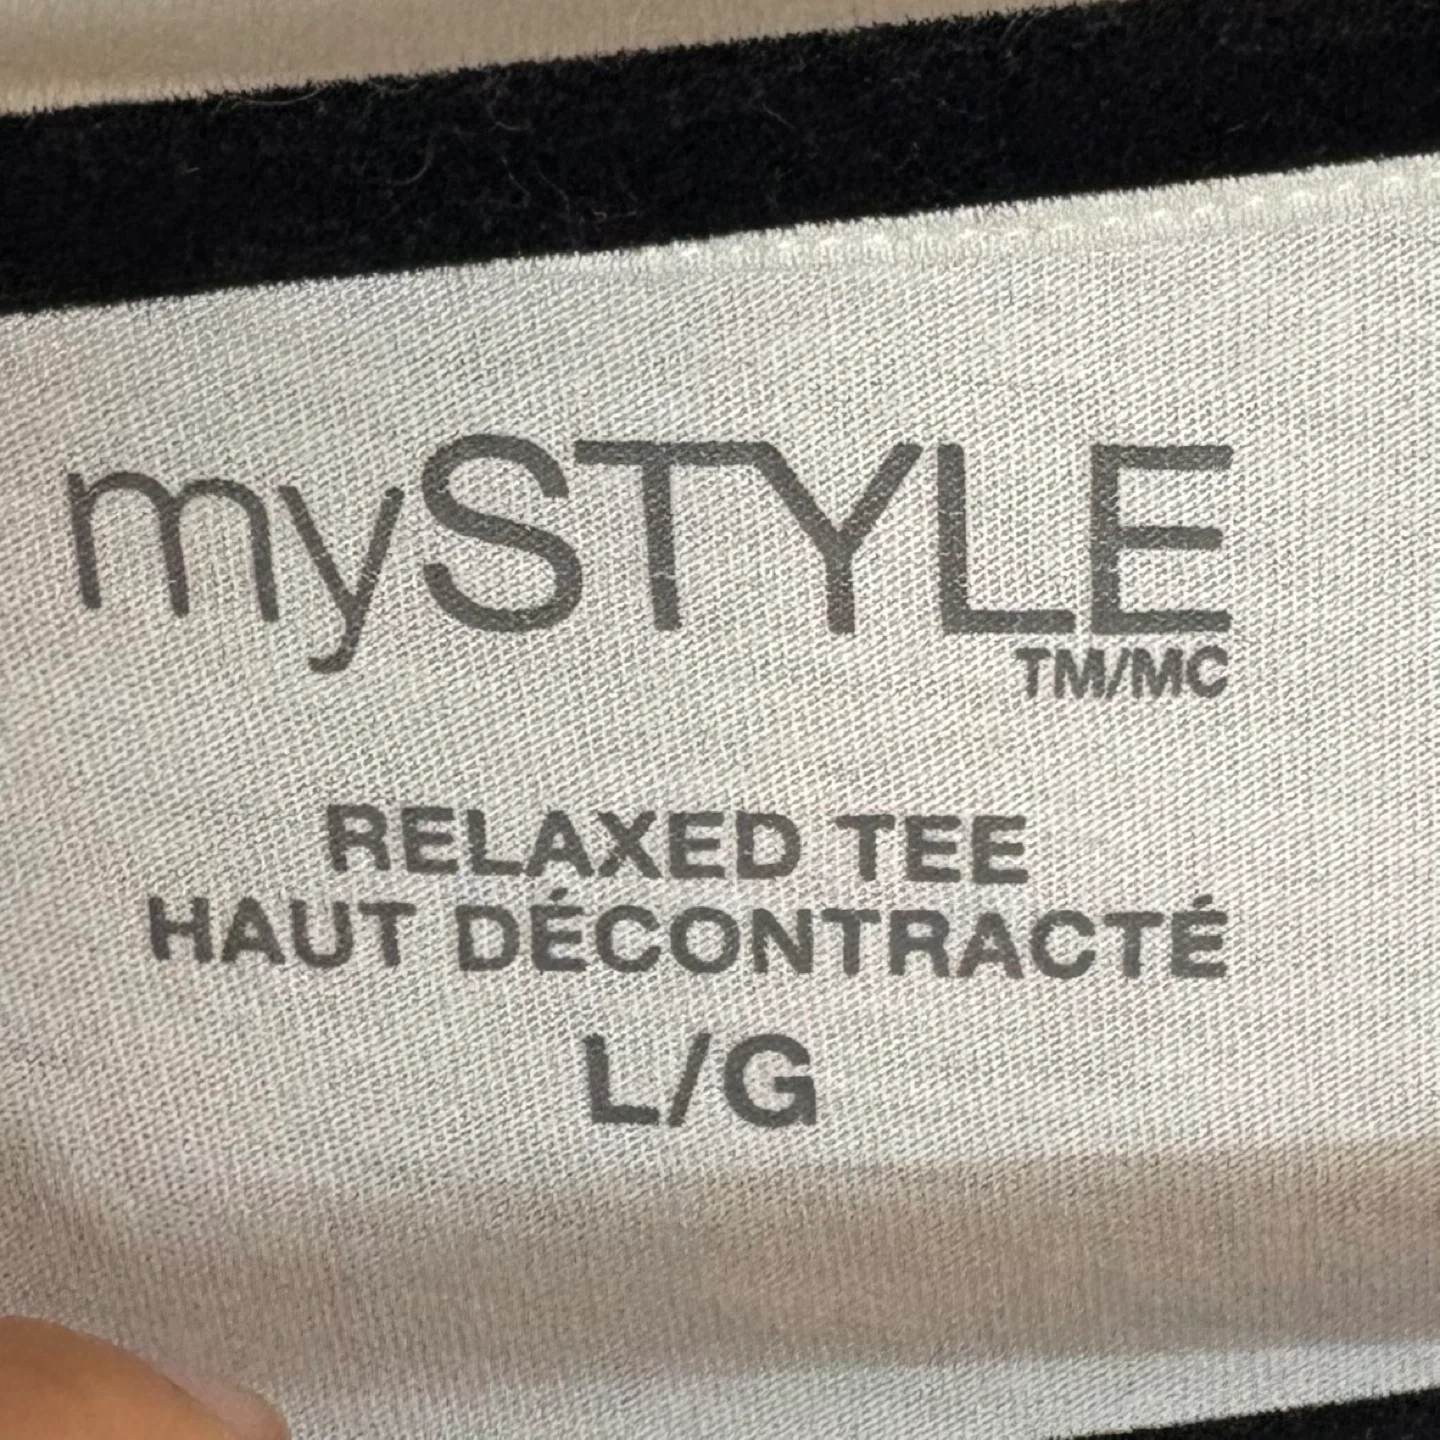 mySTYLE
TM/MC
RELAXED TEE
HAUT DÉCONTRACTÉ
L/G